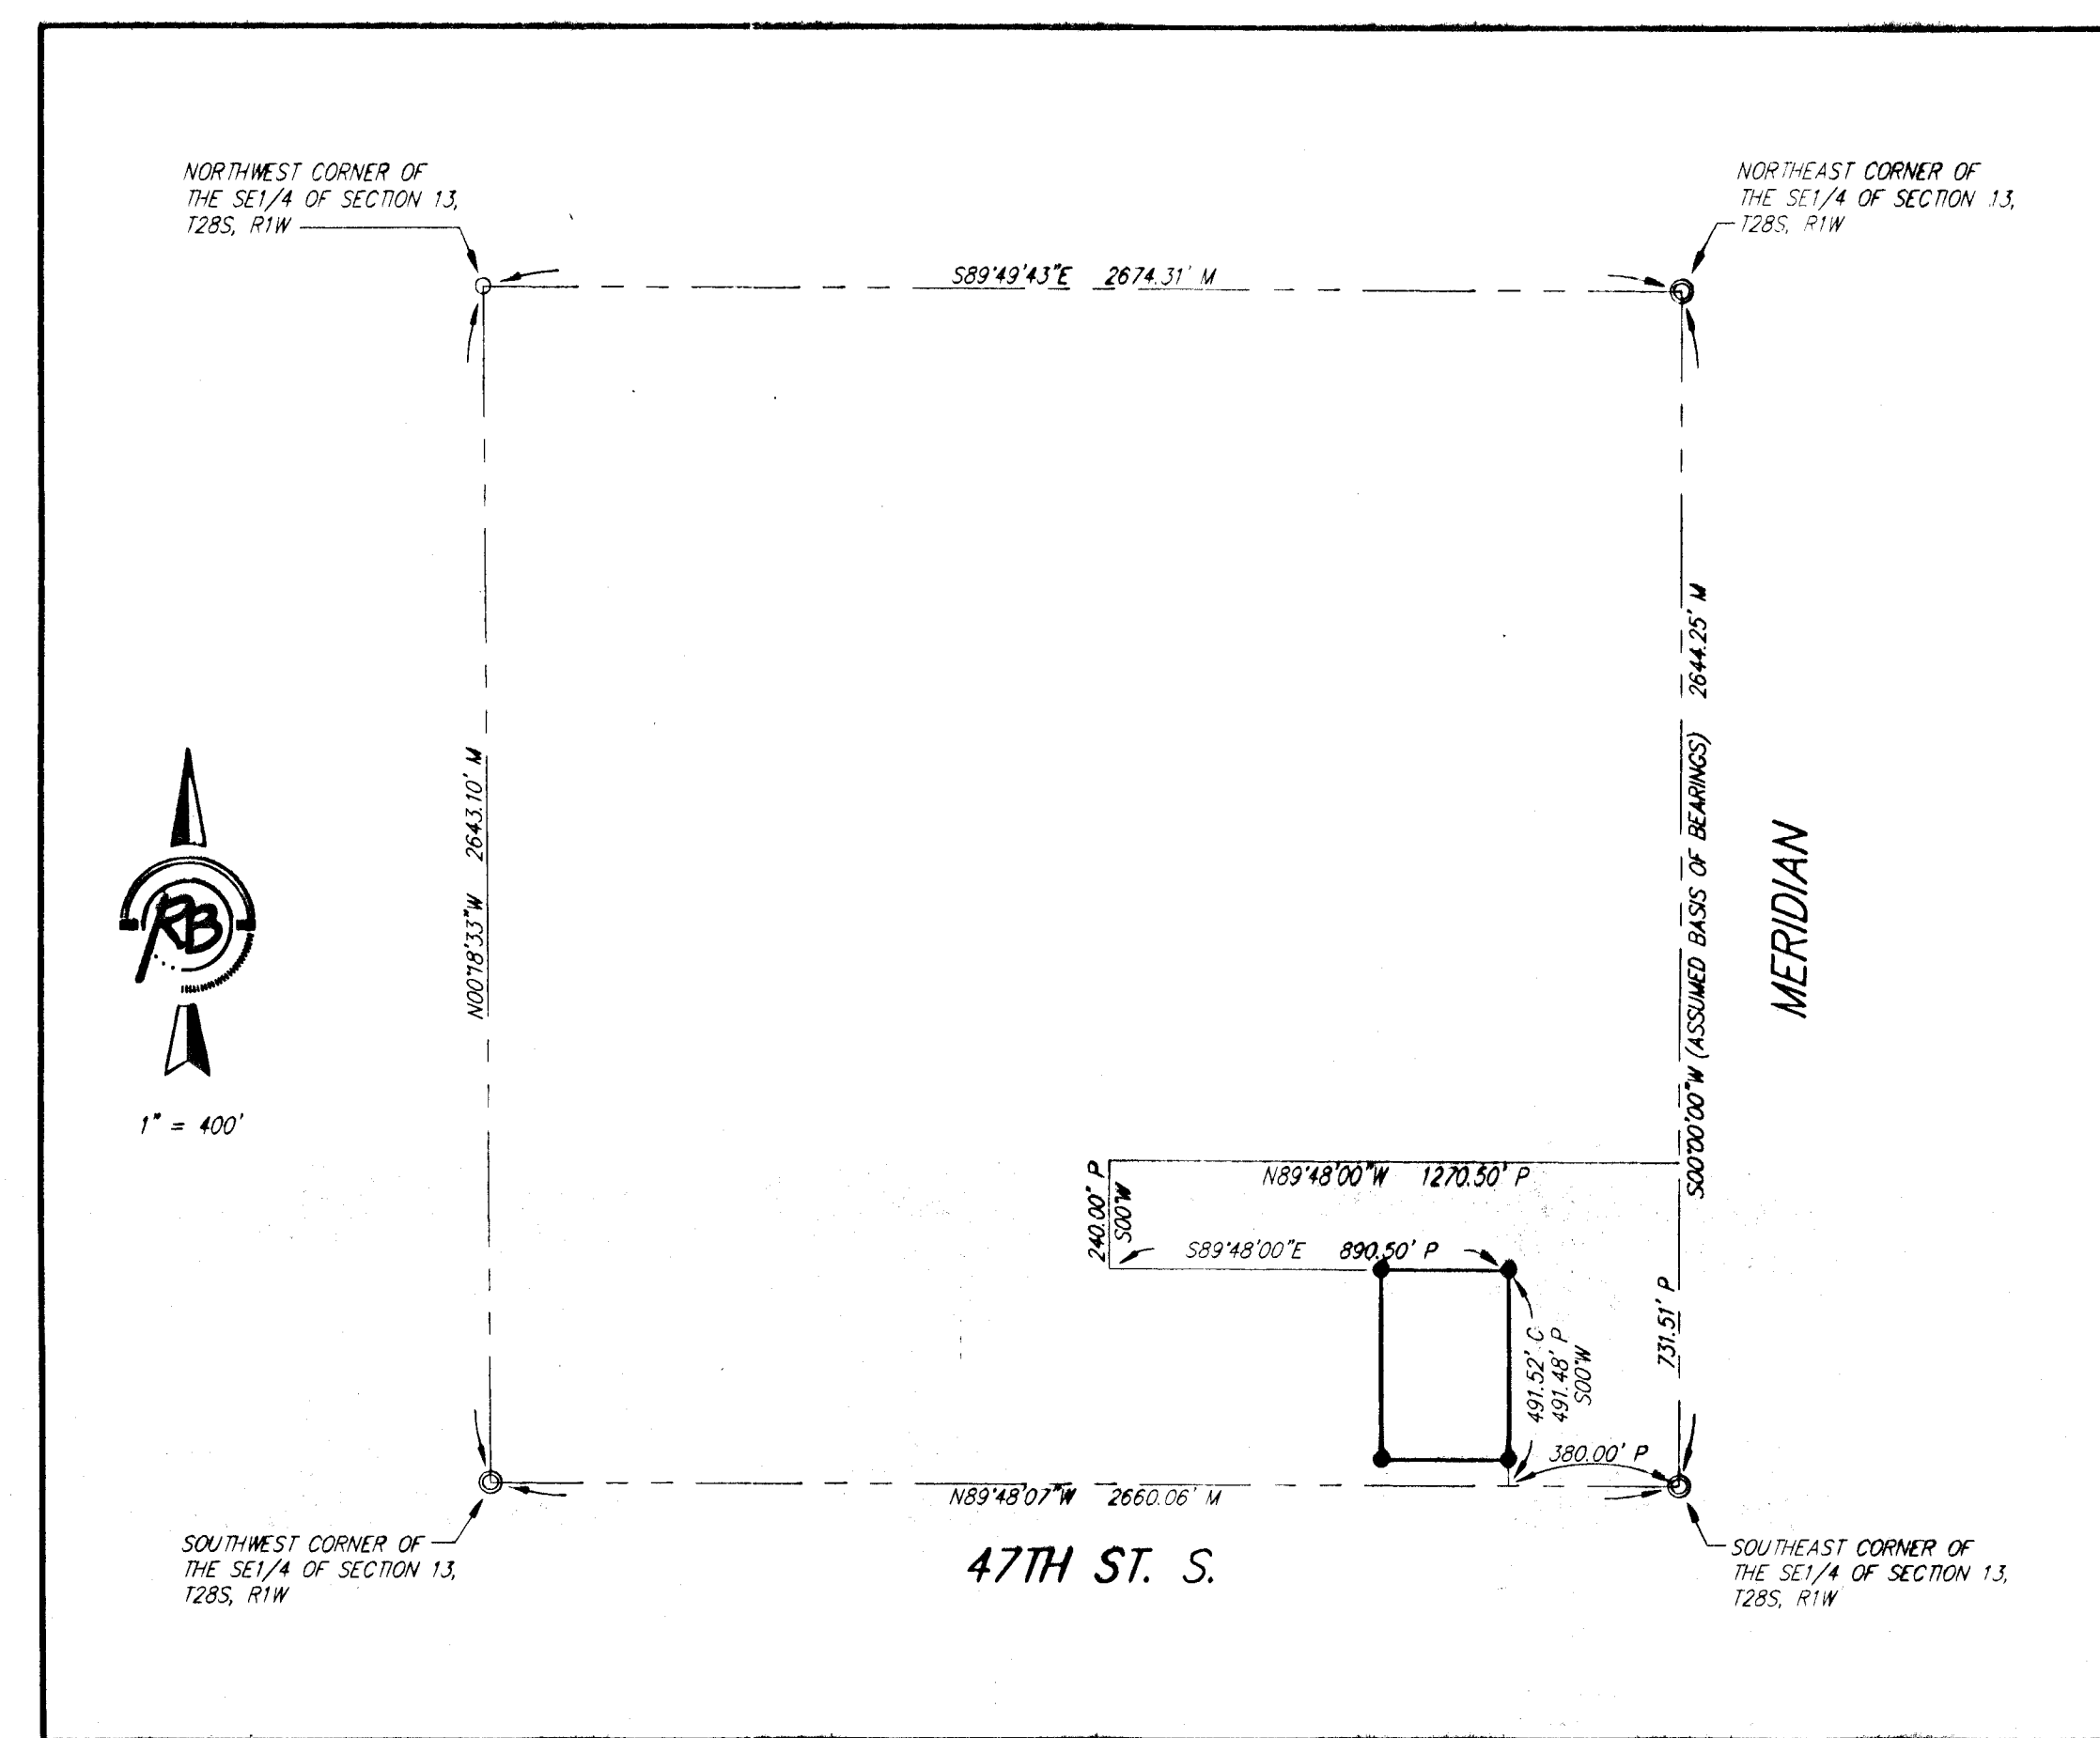 NORTHWEST CORNER OF
THE SE1/4 OF SECTION 13,
T28S, R1W
NORTHEAST CORNER OF
THE SE1/4 OF SECTION 13,
T28S, R1W
S89°49'43"E 2674.31' M
N00°18'33"W 2643.10' M
S00°00'00"W (ASSUMED BASIS OF BEARINGS) 2644.25' M
MERIDIAN
RB
1" = 400'
N89°48'00"W 1270.50' P
240.00" P
S00°W
S89°48'00"E 890.50' P
491.52' C
491.48' P
S00°W
731.51' P
380.00' P
N89°48'07"W 2660.06' M
47TH ST. S.
SOUTHWEST CORNER OF
THE SE1/4 OF SECTION 13,
T28S, R1W
SOUTHEAST CORNER OF
THE SE1/4 OF SECTION 13,
T28S, R1W